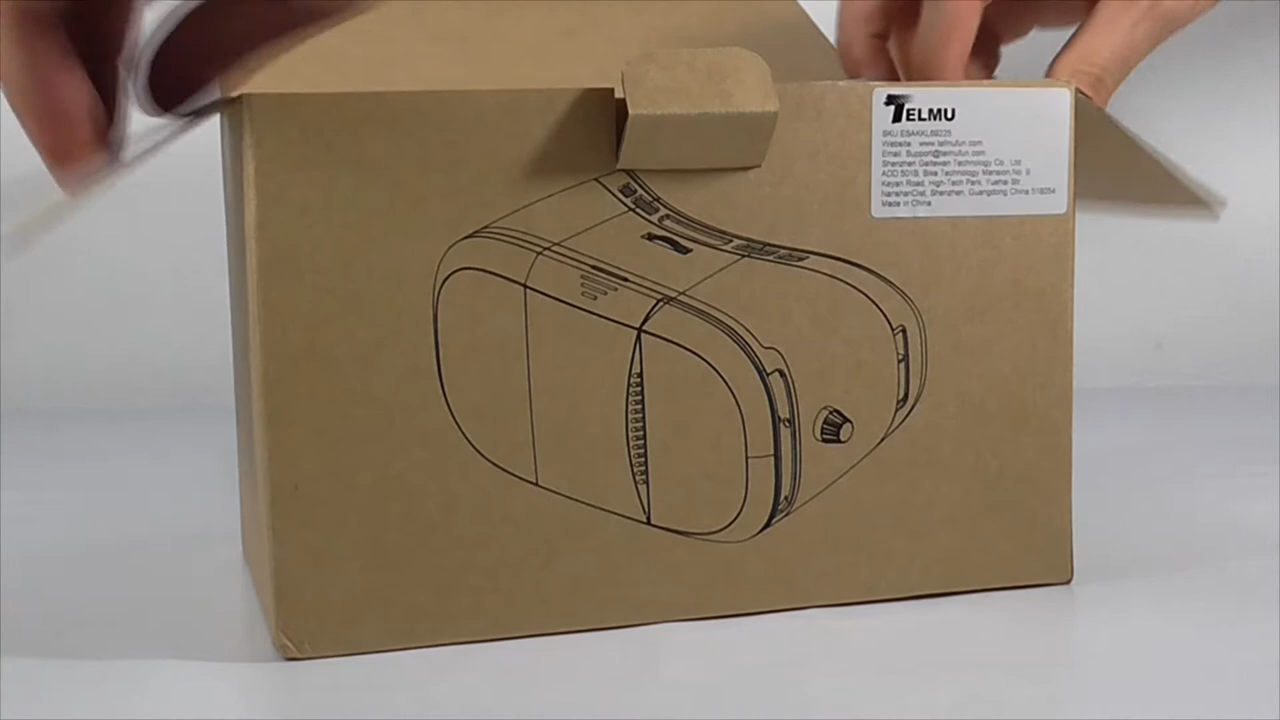 TELMU
SKU ESAKKL69225
Website www.telmufun.com
Email Support@telmufun.com
Shenzhen Gaitewan Technology Co., Ltd
ADD 501B, Bike Technology Mansion,No. 9
Keyan Road, High-Tech Park, Yuehai Str.
NanshanDist, Shenzhen, Guangdong China 518054
Made in China